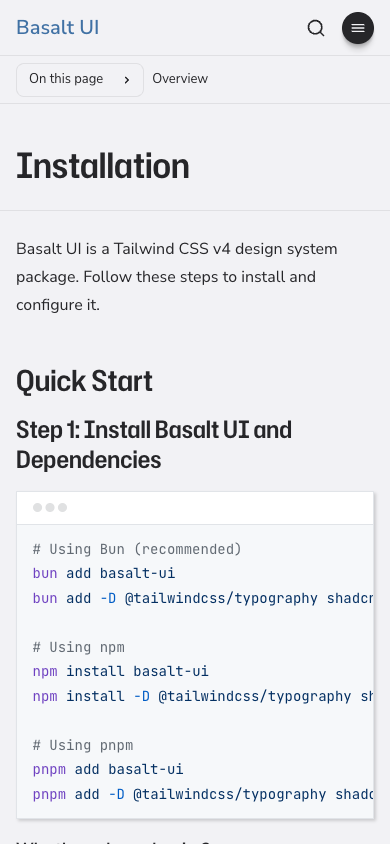 Basalt UI
On this page
Overview
Installation
Basalt UI is a Tailwind CSS v4 design system
package. Follow these steps to install and
configure it.
Quick Start
Step 1: Install Basalt UI and
Dependencies
# Using Bun (recommended)
bun add basalt-ui
bun add -D @tailwindcss/typography
# Using npm
npm install basalt-ui
npm install -D @tailwindcss/typography
# Using pnpm
pnpm add basalt-ui
pnpm add -D @tailwindcss/typography